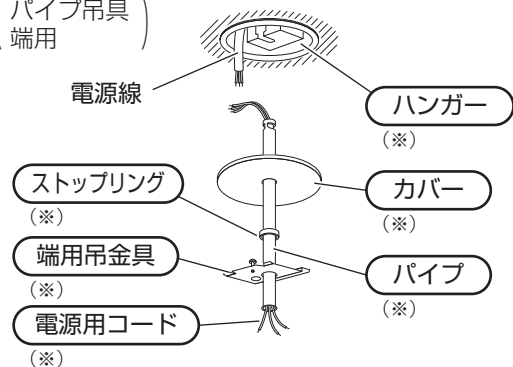 パイプ吊具
端用
電源線
ハンガー
(※)
ストップリング
(※)
カバー
(※)
端用吊金具
(※)
パイプ
(※)
電源用コード
(※)